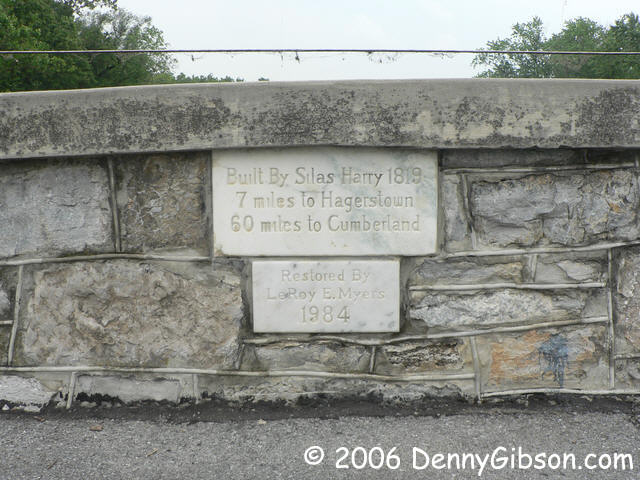 Built By Silas Harry 1819
7 miles to Hagerstown
60 miles to Cumberland
Restored By
LeRoy E. Myers
1984
© 2006 DennyGibson.com